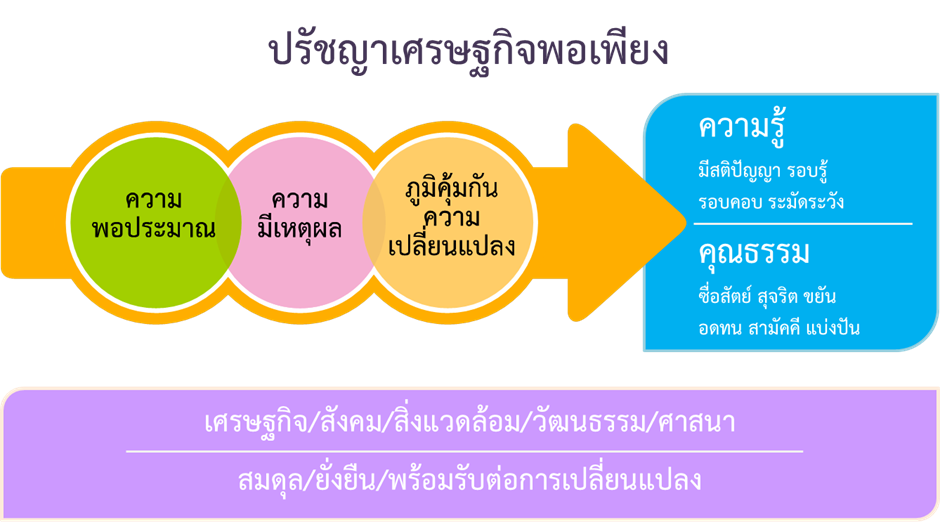 ปรัชญาเศรษฐกิจพอเพียง
ความ
พอประมาณ
ความ
มีเหตุผล
ภูมิคุ้มกัน
ความ
เปลี่ยนแปลง
ความรู้
มีสติปัญญา รอบรู้
รอบคอบ ระมัดระวัง
คุณธรรม
ซื่อสัตย์ สุจริต ขยัน
อดทน สามัคคี แบ่งปัน
เศรษฐกิจ/สังคม/สิ่งแวดล้อม/วัฒนธรรม/ศาสนา
สมดุล/ยั่งยืน/พร้อมรับต่อการเปลี่ยนแปลง